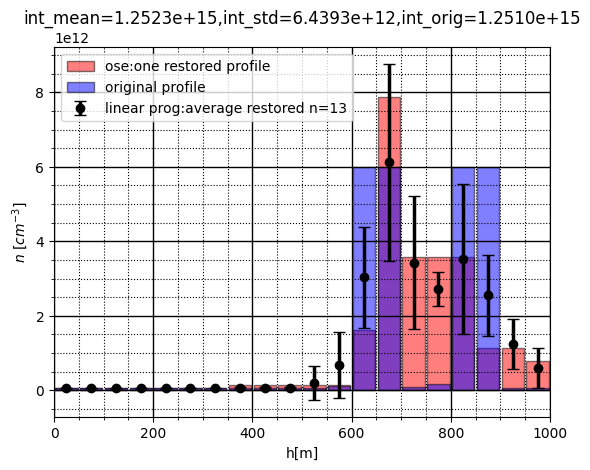 int_mean=1.2523e+15,int_std=6.4393e+12,int_orig=1.2510e+15
1e12
ose:one restored profile
original profile
linear prog:average restored n=13
8
6
4
2
0
n [cm⁻³]
0 200 400 600 800 1000
h[m]